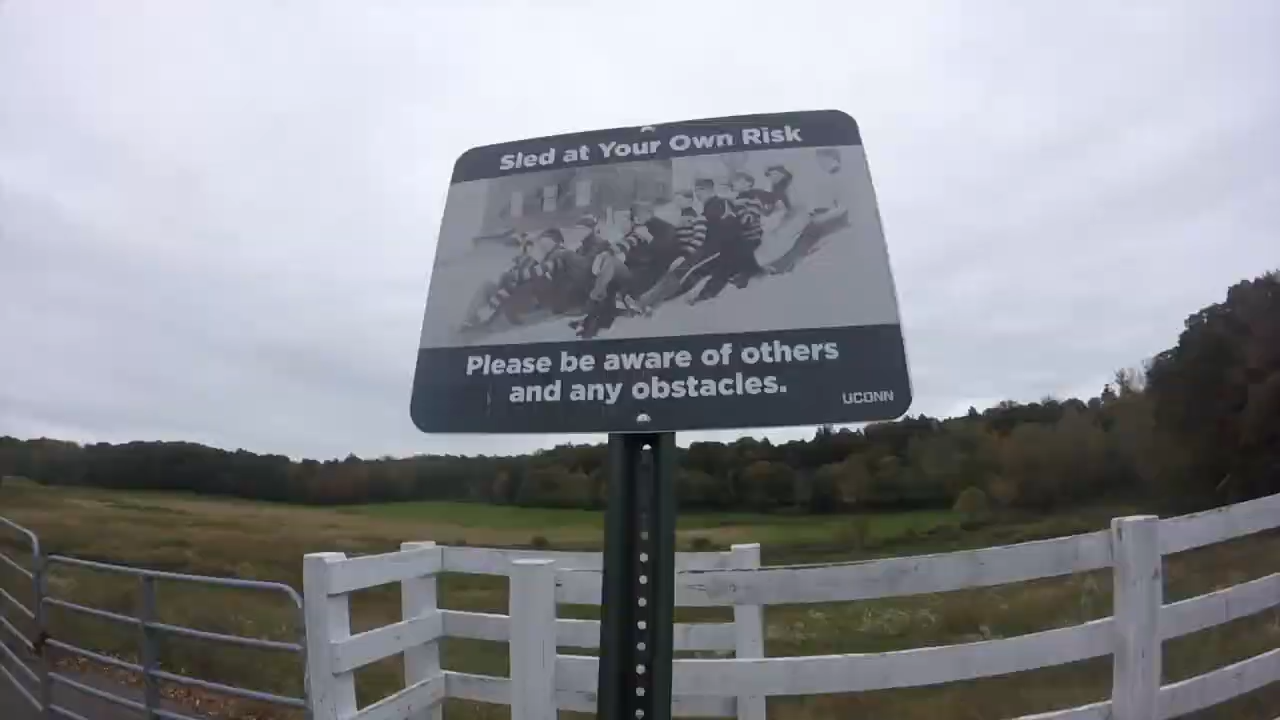 Sled at Your Own Risk
Please be aware of others
and any obstacles.
UCONN